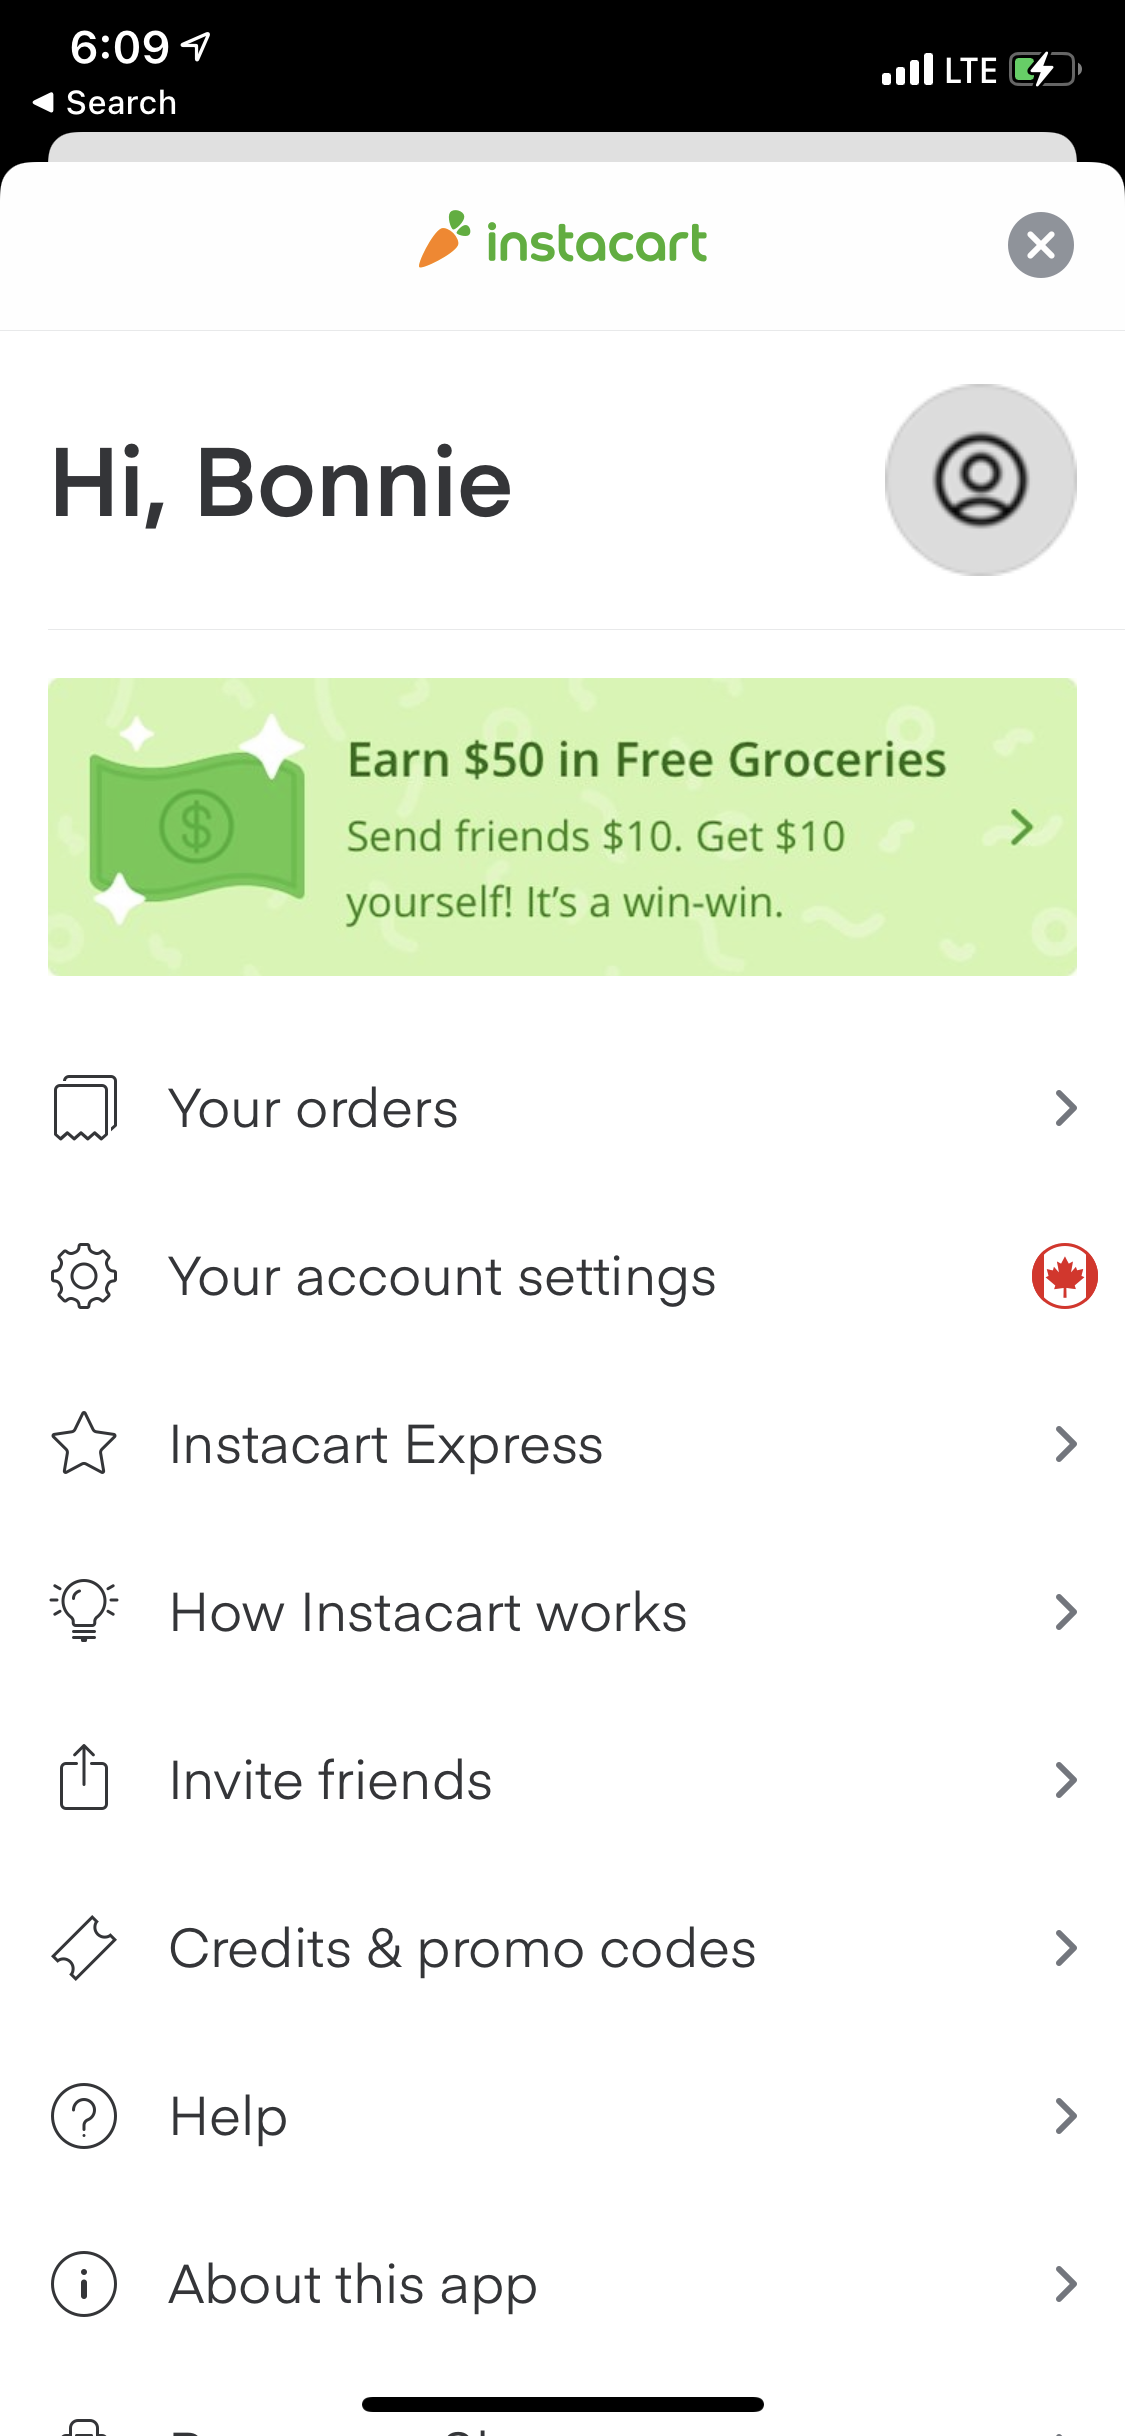 6:09
LTE
Search
instacart
Hi, Bonnie
Earn $50 in Free Groceries
Send friends $10. Get $10
yourself! It's a win-win.
Your orders
Your account settings
Instacart Express
How Instacart works
Invite friends
Credits & promo codes
Help
About this app